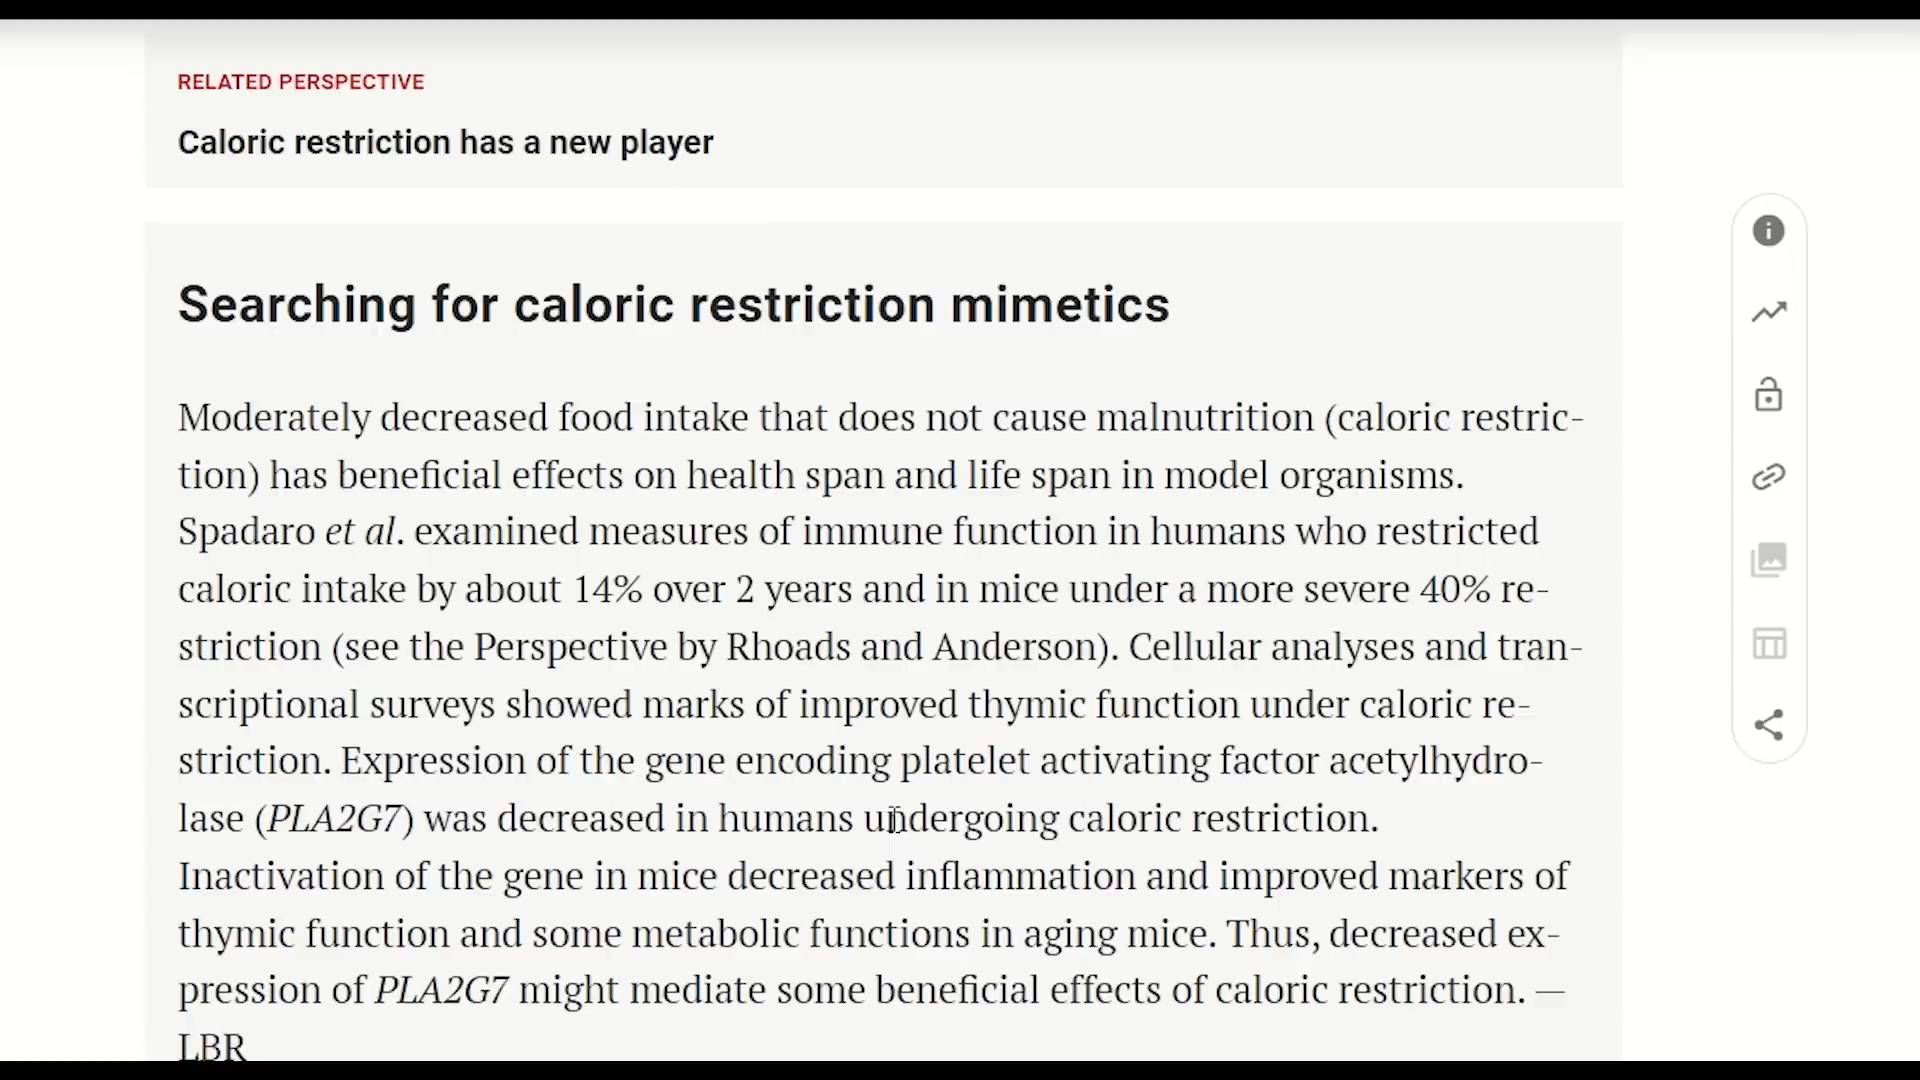 RELATED PERSPECTIVE
Caloric restriction has a new player
Searching for caloric restriction mimetics
Moderately decreased food intake that does not cause malnutrition (caloric restric-
tion) has beneficial effects on health span and life span in model organisms.
Spadaro et al. examined measures of immune function in humans who restricted
caloric intake by about 14% over 2 years and in mice under a more severe 40% re-
striction (see the Perspective by Rhoads and Anderson). Cellular analyses and tran-
scriptional surveys showed marks of improved thymic function under caloric re-
striction. Expression of the gene encoding platelet activating factor acetylhydro-
lase (PLA2G7) was decreased in humans undergoing caloric restriction.
Inactivation of the gene in mice decreased inflammation and improved markers of
thymic function and some metabolic functions in aging mice. Thus, decreased ex-
pression of PLA2G7 might mediate some beneficial effects of caloric restriction. —
LBR